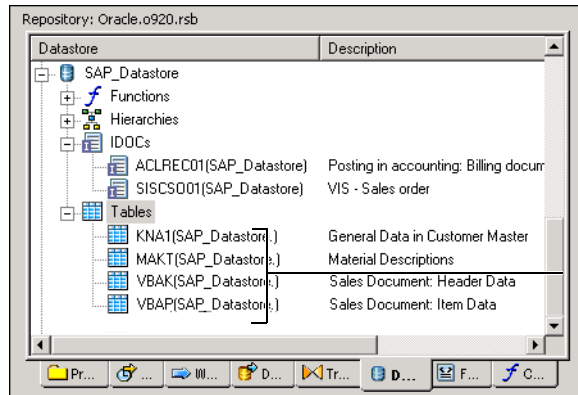 Repository: Oracle.o920.rsb
Datastore Description
SAP_Datastore
Functions
Hierarchies
IDOCs
ACLREC01(SAP_Datastore) Posting in accounting: Billing docum
SISCSO01(SAP_Datastore) VIS - Sales order
Tables
KNA1(SAP_Datastore.) General Data in Customer Master
MAKT(SAP_Datastore.) Material Descriptions
VBAK(SAP_Datastore.) Sales Document: Header Data
VBAP(SAP_Datastore.) Sales Document: Item Data
Pr... ... W... D... Tr... D... F... C...